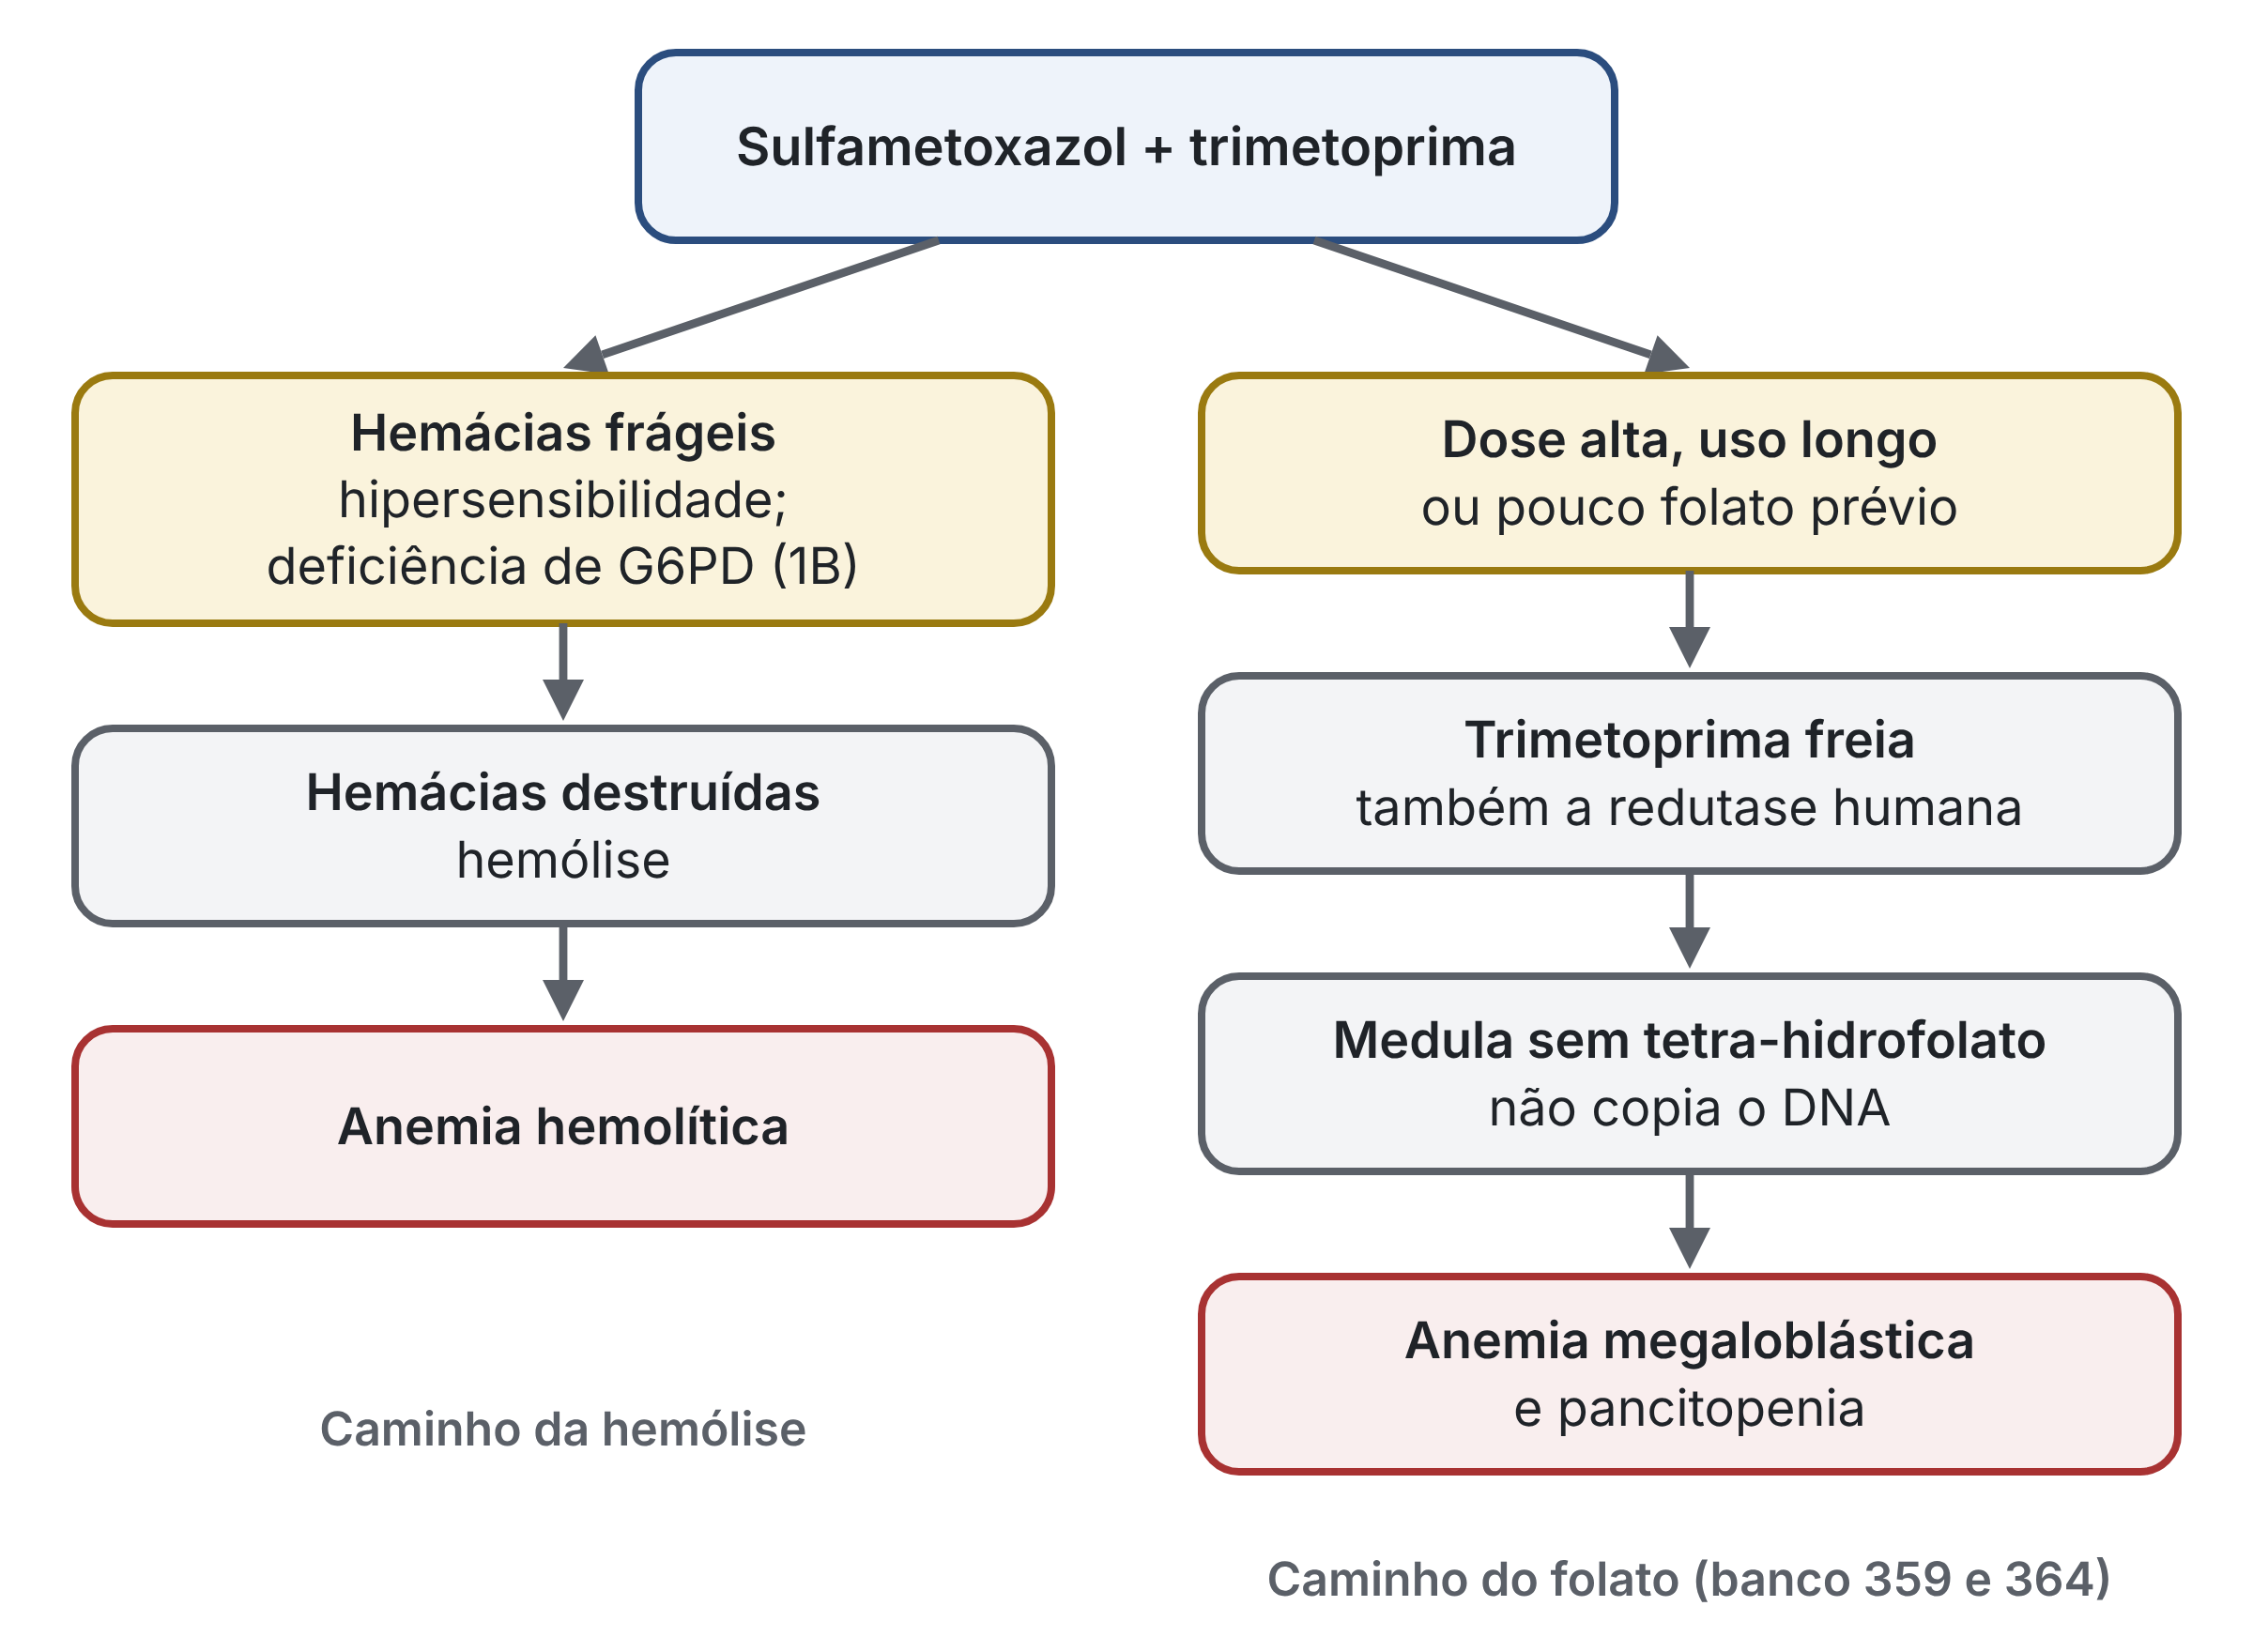 Sulfametoxazol + trimetoprima
Hemácias frágeis
hipersensibilidade;
deficiência de G6PD (1B)
Hemácias destruídas
hemólise
Anemia hemolítica
Caminho da hemólise
Dose alta, uso longo
ou pouco folato prévio
Trimetoprima freia
também a redutase humana
Medula sem tetra-hidrofolato
não copia o DNA
Anemia megaloblástica
e pancitopenia
Caminho do folato (banco 359 e 364)